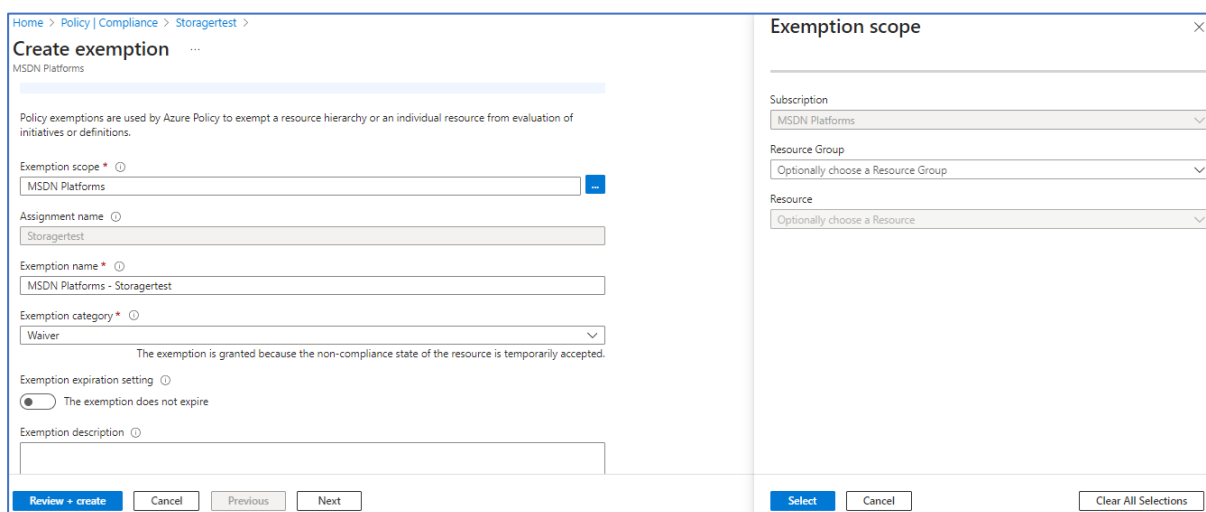 Home > Policy | Compliance > Storagertest >
Create exemption ...
MSDN Platforms
Policy exemptions are used by Azure Policy to exempt a resource hierarchy or an individual resource from evaluation of
initiatives or definitions.
Exemption scope *
MSDN Platforms
...
Assignment name
Storagertest
Exemption name *
MSDN Platforms - Storagertest
Exemption category *
Waiver
The exemption is granted because the non-compliance state of the resource is temporarily accepted.
Exemption expiration setting
The exemption does not expire
Exemption description
Review + create
Cancel
Previous
Next
Exemption scope
Subscription
MSDN Platforms
Resource Group
Optionally choose a Resource Group
Resource
Optionally choose a Resource
Select
Cancel
Clear All Selections